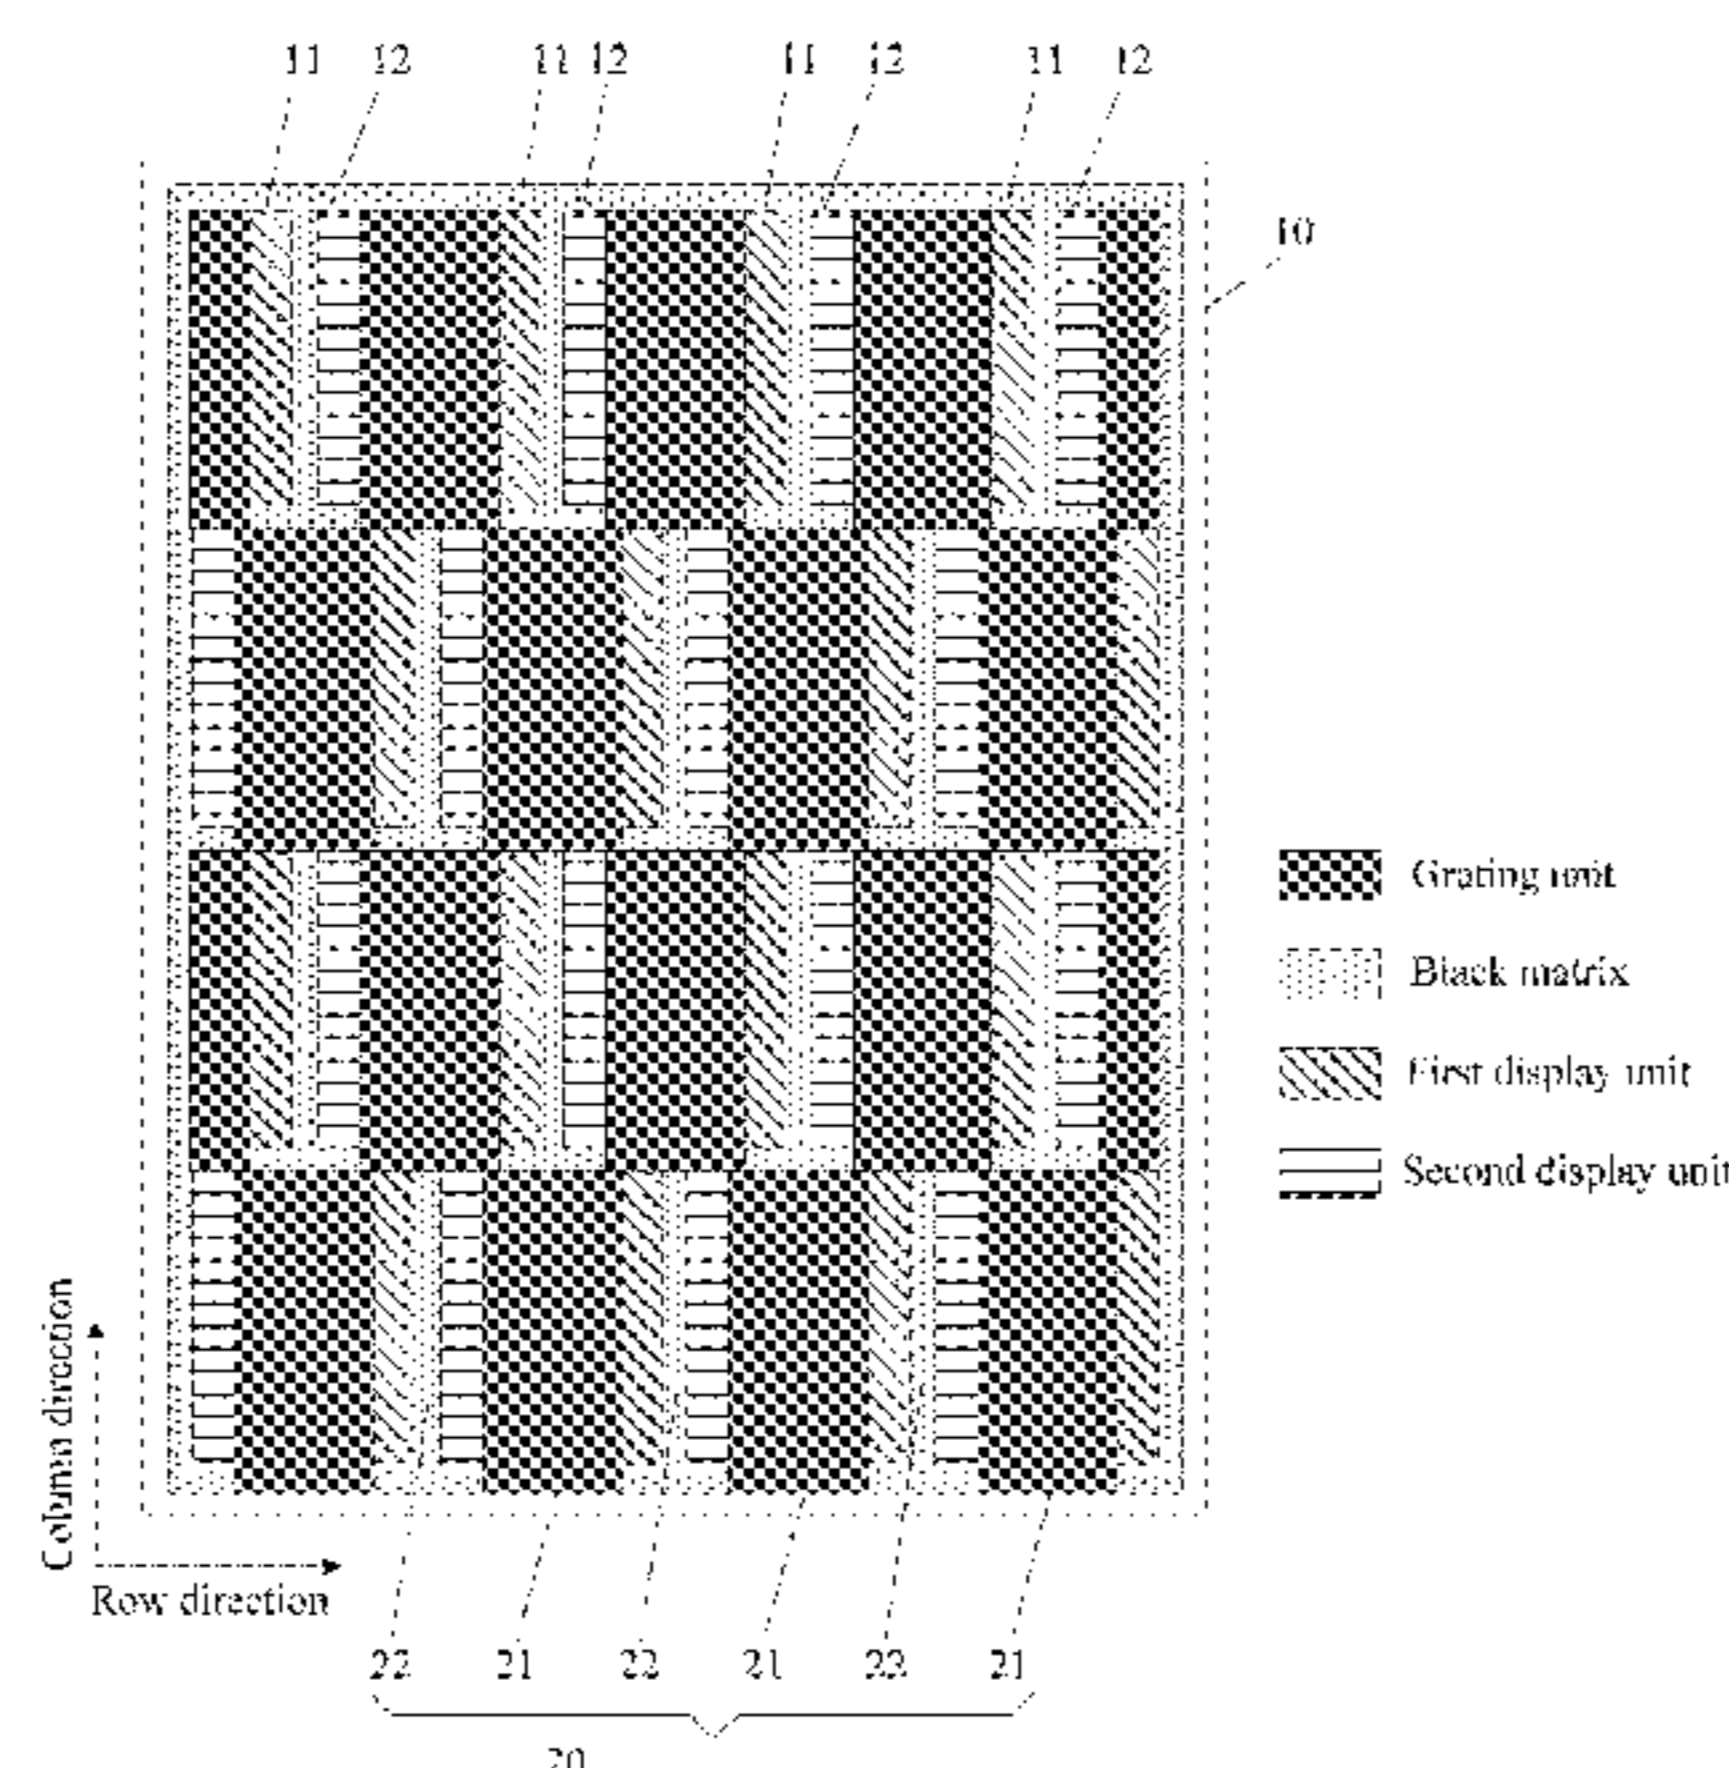 11 12 11 12 11 12 11 12
10
Grating unit
Black matrix
First display unit
Second display unit
Column direction
Row direction
22 21 22 21 22 21
20